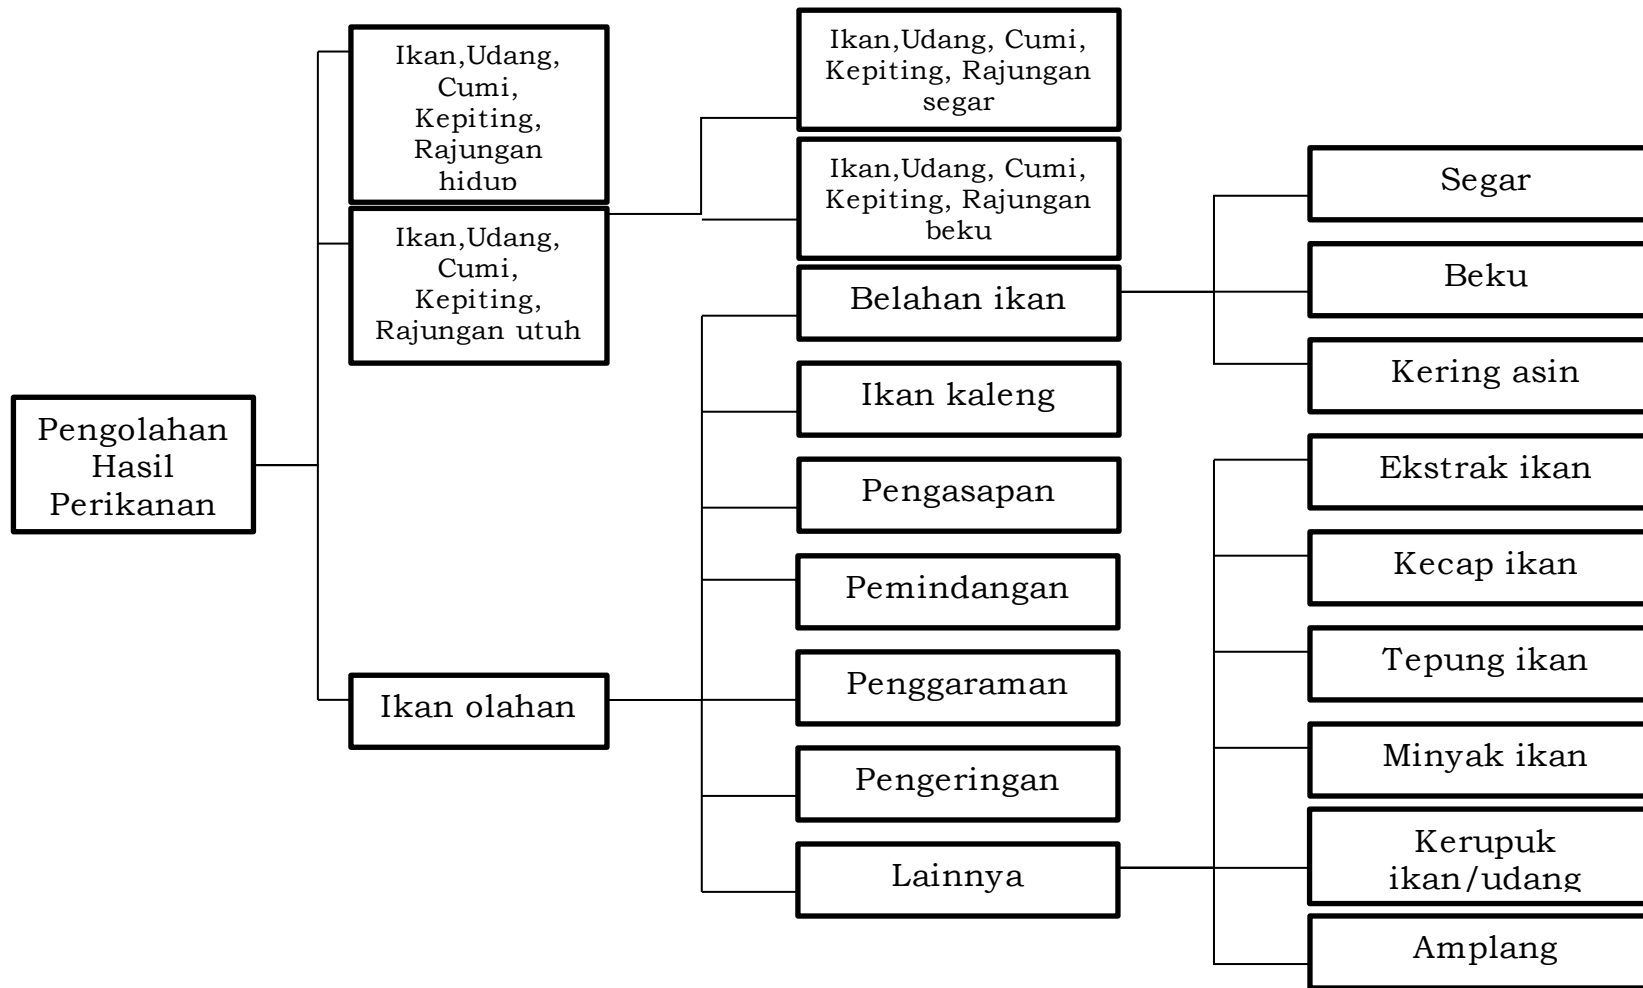 Pengolahan
Hasil
Perikanan
Ikan,Udang,
Cumi,
Kepiting,
Rajungan
hidup
Ikan,Udang,
Cumi,
Kepiting,
Rajungan utuh
Ikan olahan
Ikan,Udang, Cumi,
Kepiting, Rajungan
segar
Ikan,Udang, Cumi,
Kepiting, Rajungan
beku
Belahan ikan
Ikan kaleng
Pengasapan
Pemindangan
Penggaraman
Pengeringan
Lainnya
Segar
Beku
Kering asin
Ekstrak ikan
Kecap ikan
Tepung ikan
Minyak ikan
Kerupuk
ikan/udang
Amplang